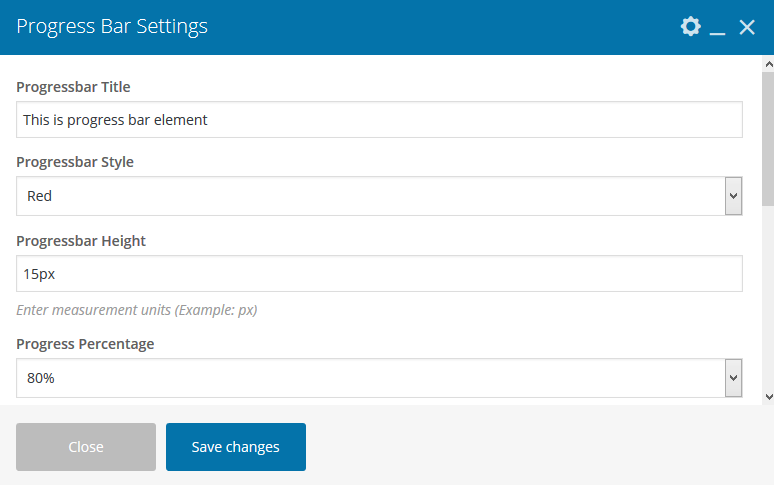 Progress Bar Settings
Progressbar Title
This is progress bar element
Progressbar Style
Red
Progressbar Height
15px
Enter measurement units (Example: px)
Progress Percentage
80%
Close Save changes